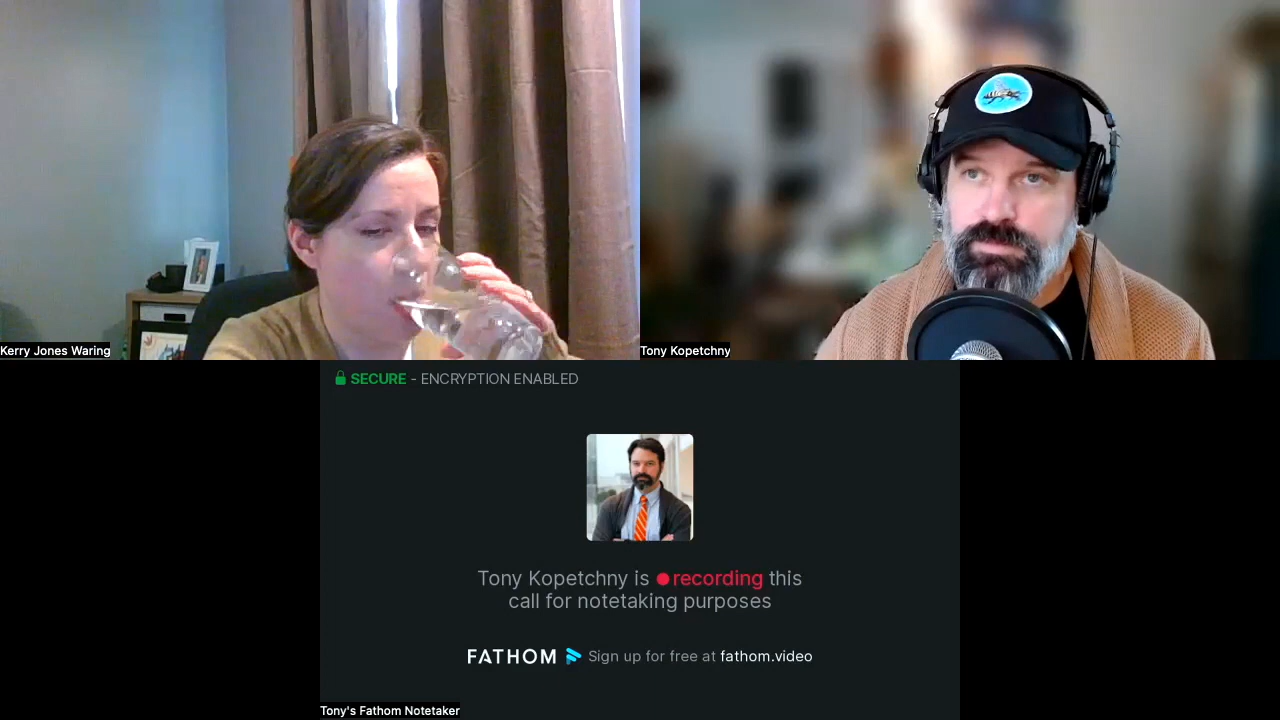 Kerry Jones Waring
Tony Kopetchny
SECURE - ENCRYPTION ENABLED
Tony Kopetchny is recording this
call for notetaking purposes
FATHOM Sign up for free at fathom.video
Tony's Fathom Notetaker